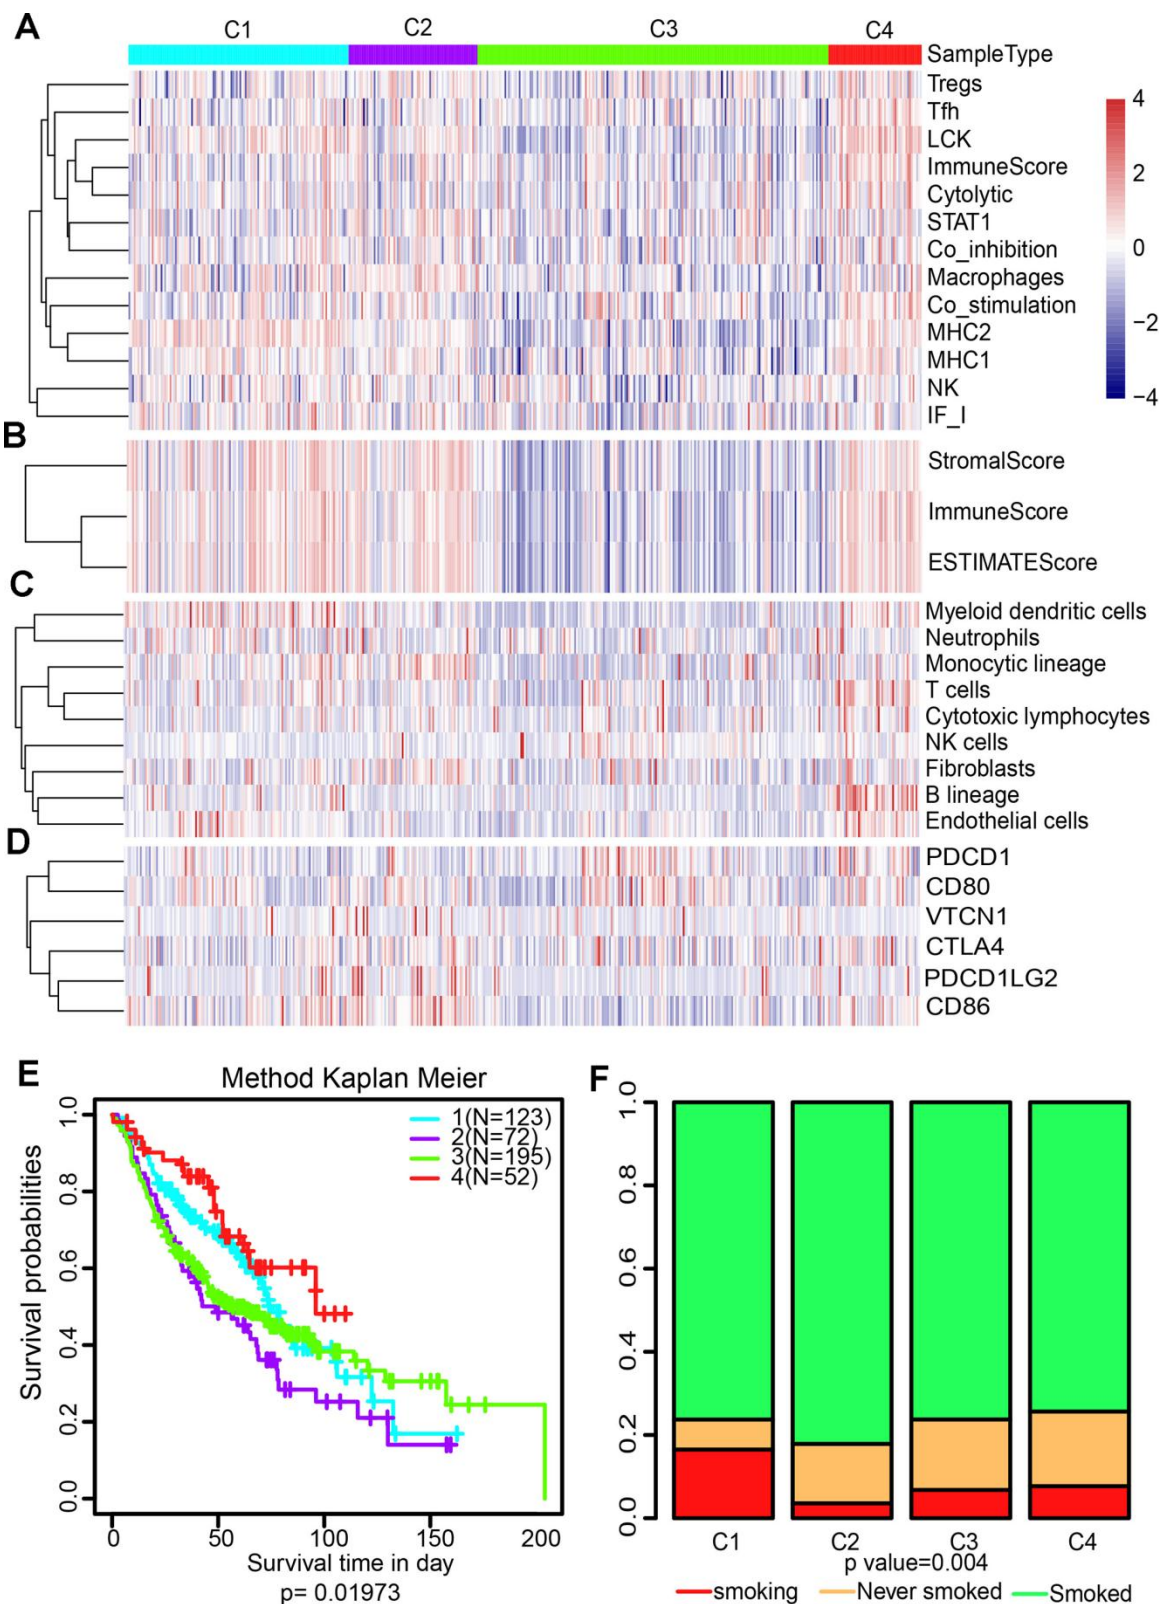 A
C1 C2 C3 C4
SampleType
Tregs
Tfh
LCK
ImmuneScore
Cytolytic
STAT1
Co_inhibition
Macrophages
Co_stimulation
MHC2
MHC1
NK
IF_I
4
2
0
−2
−4
B
StromalScore
ImmuneScore
ESTIMATEScore
C
Myeloid dendritic cells
Neutrophils
Monocytic lineage
T cells
Cytotoxic lymphocytes
NK cells
Fibroblasts
B lineage
Endothelial cells
D
PDCD1
CD80
VTCN1
CTLA4
PDCD1LG2
CD86
E
Method Kaplan Meier
1(N=123)
2(N=72)
3(N=195)
4(N=52)
Survival probabilities
1.0
0.8
0.6
0.4
0.2
0.0
0 50 100 150 200
Survival time in day
p= 0.01973
F
1.0
0.8
0.6
0.4
0.2
0.0
C1 C2 C3 C4
p value=0.004
smoking Never smoked Smoked